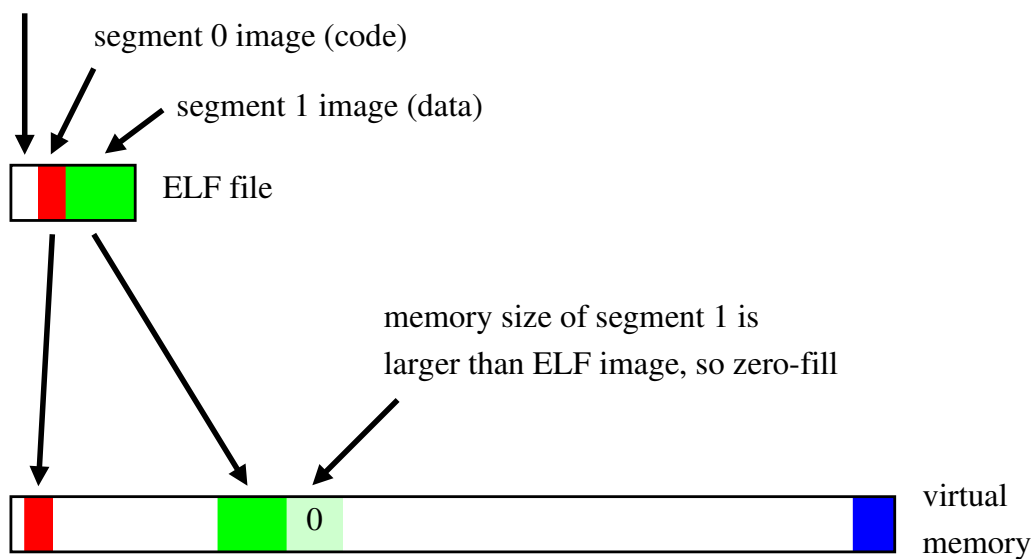 segment 0 image (code)
segment 1 image (data)
ELF file
memory size of segment 1 is
larger than ELF image, so zero-fill
0
virtual
memory